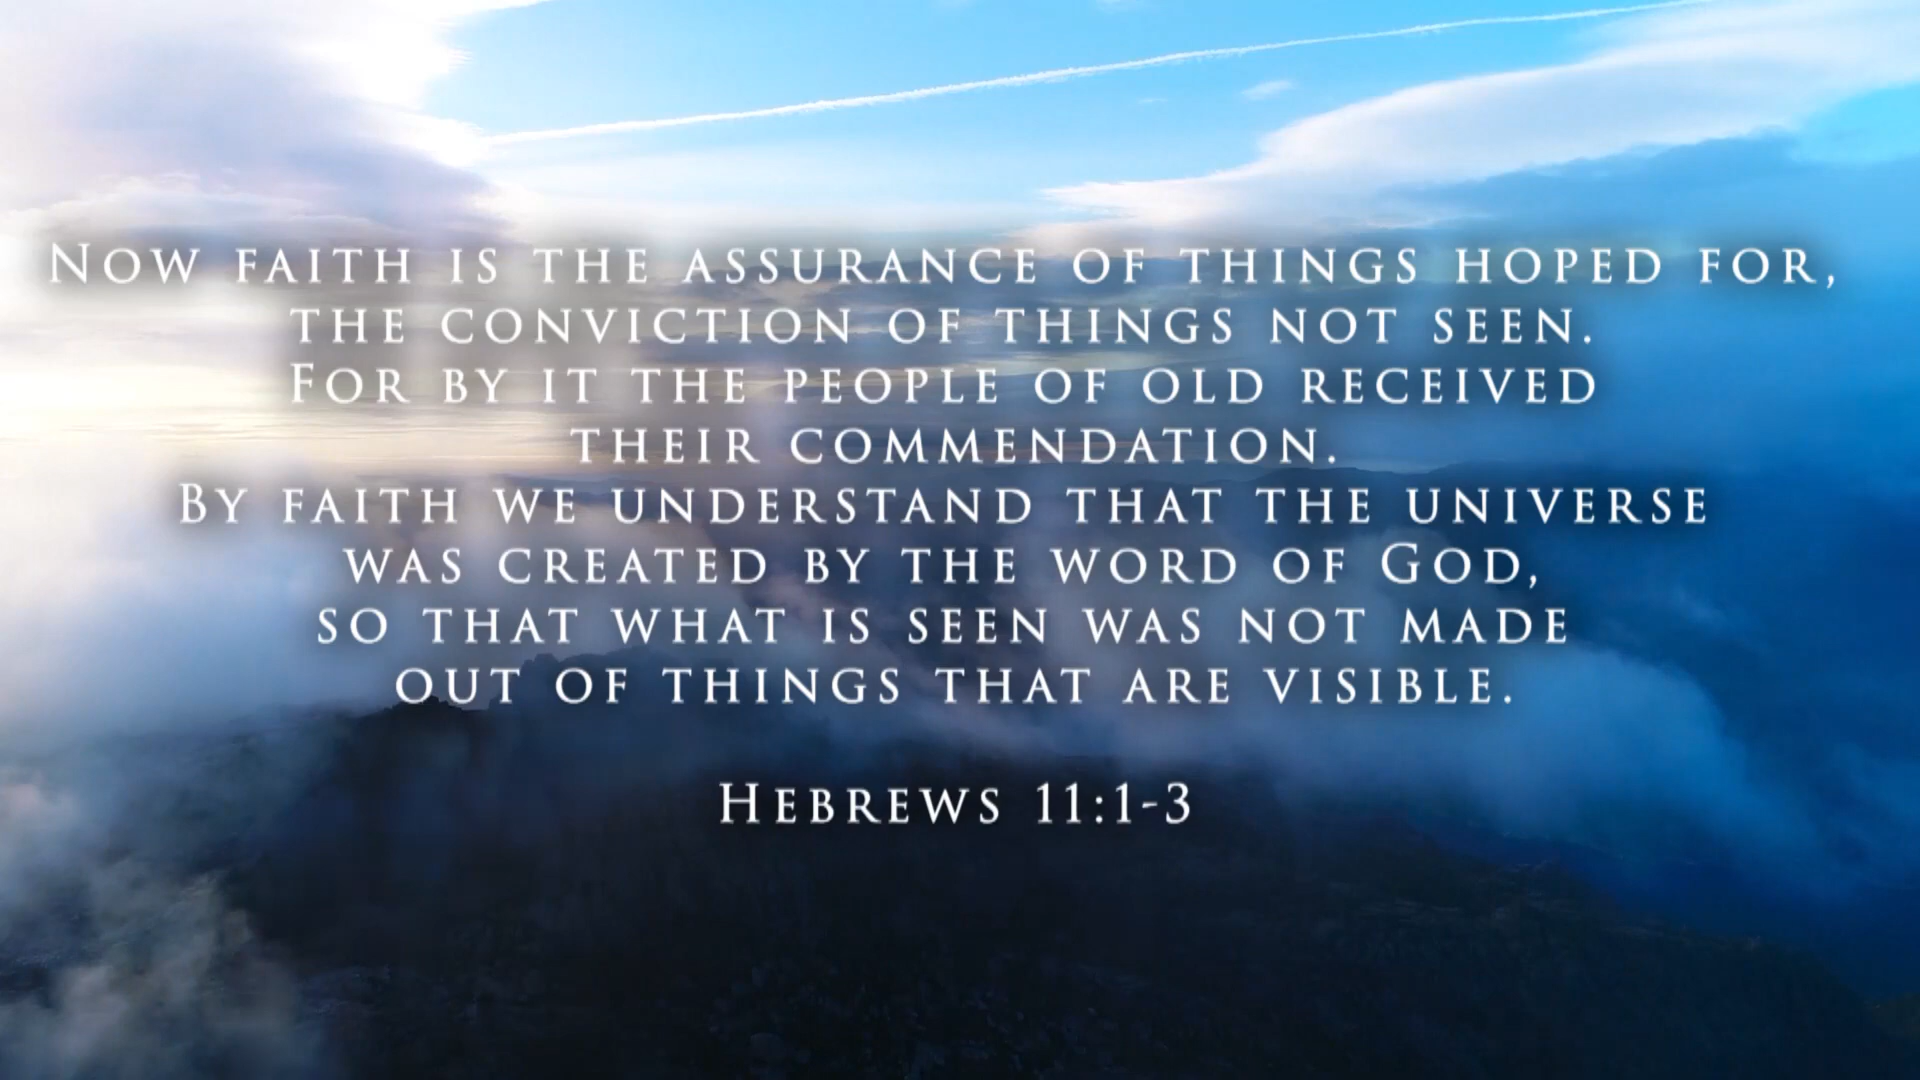 Now faith is the assurance of things hoped for,
the conviction of things not seen.
For by it the people of old received
their commendation.
By faith we understand that the universe
was created by the word of God,
so that what is seen was not made
out of things that are visible.
Hebrews 11:1-3